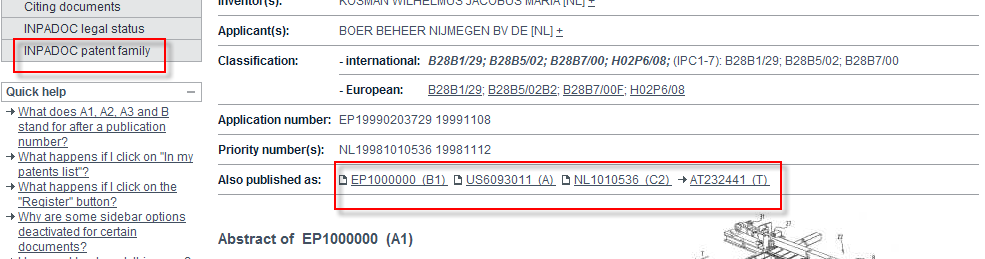 Citing documents
INPADOC legal status
INPADOC patent family
Quick help
What does A1, A2, A3 and B
stand for after a publication
number?
What happens if I click on "In my
patents list"?
What happens if I click on the
"Register" button?
Why are some sidebar options
deactivated for certain
documents?
Inventor(s): KOSMAN WILHELMUS JACOBUS MARIA [NL] +
Applicant(s): BOER BEHEER NIJMEGEN BV DE [NL] +
Classification: - international: B28B1/29; B28B5/02; B28B7/00; H02P6/08; (IPC1-7): B28B1/29; B28B5/02; B28B7/00
- European: B28B1/29; B28B5/02B2; B28B7/00F; H02P6/08
Application number: EP19990203729 19991108
Priority number(s): NL19981010536 19981112
Also published as: EP1000000 (B1) US6093011 (A) NL1010536 (C2) AT232441 (T)
Abstract of EP1000000 (A1)